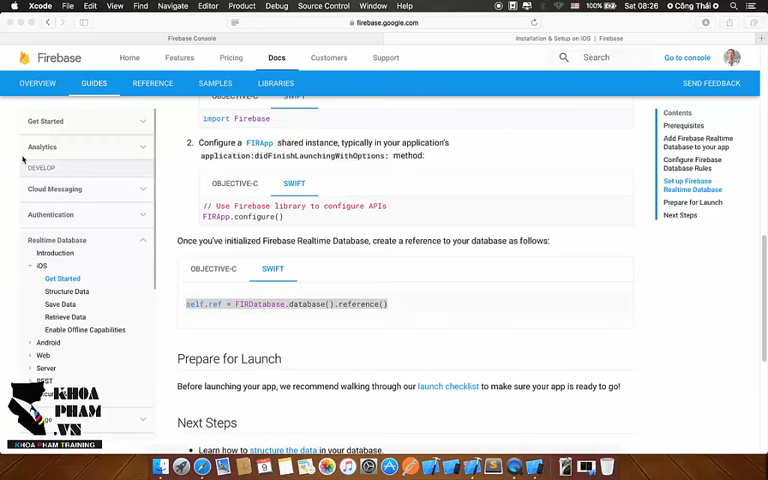 Xcode File Edit View Find Navigate Editor Product Debug Source Control Window Help 100% Sat 08:26 Công Thái
firebase.google.com
Firebase Console
Installation & Setup on iOS | Firebase
Firebase Home Features Pricing Docs Customers Support Search Go to console
OVERVIEW GUIDES REFERENCE SAMPLES LIBRARIES SEND FEEDBACK
Get Started
Analytics
DEVELOP
Cloud Messaging
Authentication
Realtime Database
Introduction
iOS
Get Started
Structure Data
Save Data
Retrieve Data
Enable Offline Capabilities
Android
Web
Server
KHOA
PHAM
.VN
KHOA PHAM TRAINING
OBJECTIVE-C SWIFT
import Firebase
2. Configure a FIRApp shared instance, typically in your application's
application:didFinishLaunchingWithOptions: method:
OBJECTIVE-C SWIFT
// Use Firebase library to configure APIs
FIRApp.configure()
Once you've initialized Firebase Realtime Database, create a reference to your database as follows:
OBJECTIVE-C SWIFT
self.ref = FIRDatabase.database().reference()
Prepare for Launch
Before launching your app, we recommend walking through our launch checklist to make sure your app is ready to go!
Next Steps
• Learn how to structure the data in your database.
Contents
Prerequisites
Add Firebase Realtime
Database to your app
Configure Firebase
Database Rules
Set up Firebase
Realtime Database
Prepare for Launch
Next Steps